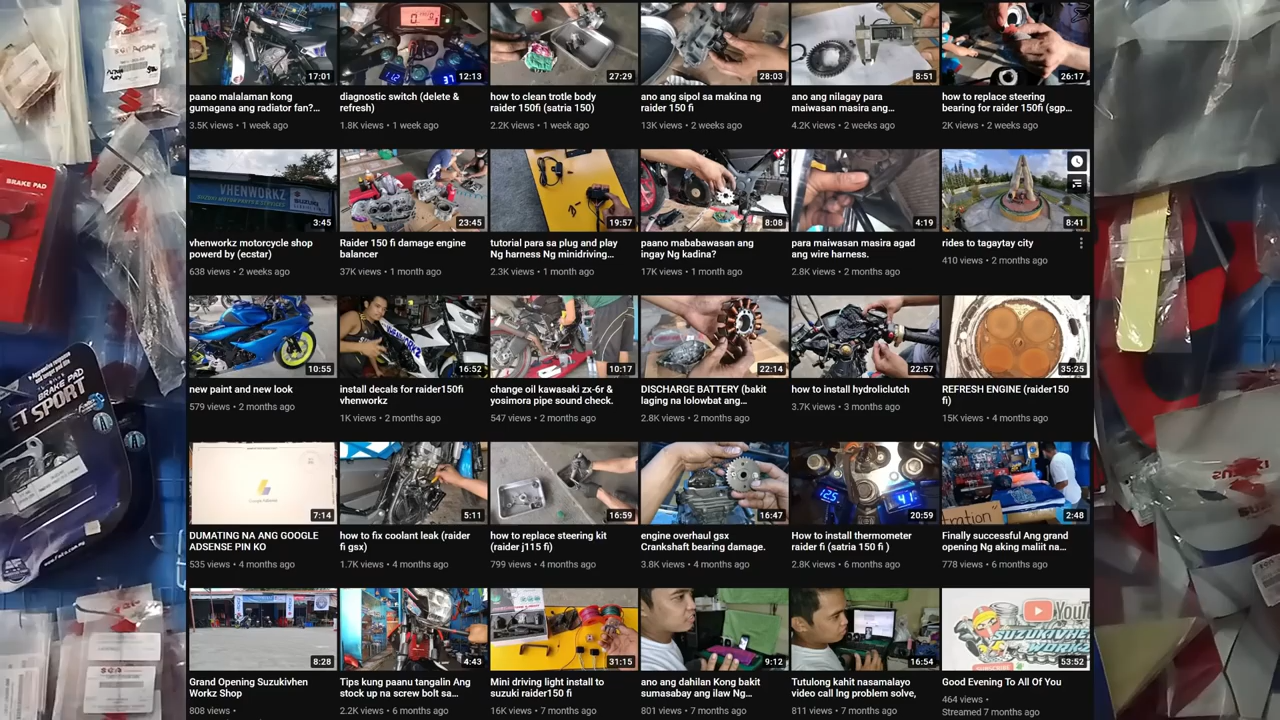 17:01
12:13
27:29
28:03
8:51
26:17
paano malalaman kong
gumagana ang radiator fan?...
3.5K views • 1 week ago
diagnostic switch (delete &
refresh)
1.8K views • 1 week ago
how to clean trotle body
raider 150fi (satria 150)
2.2K views • 1 week ago
ano ang sipol sa makina ng
raider 150 fi
13K views • 2 weeks ago
ano ang nilagay para
maiwasan masira ang...
4.2K views • 2 weeks ago
how to replace steering
bearing for raider 150fi (sgp...
2K views • 2 weeks ago
VHENWORKZ
3:45
23:45
19:57
8:08
4:19
8:41
vhenworkz motorcycle shop
powerd by (ecstar)
638 views • 2 weeks ago
Raider 150 fi damage engine
balancer
37K views • 1 month ago
tutorial para sa plug and play
Ng harness Ng minidriving...
2.3K views • 1 month ago
paano mababawasan ang
ingay Ng kadina?
17K views • 1 month ago
para maiwasan masira agad
ang wire harness.
2.8K views • 2 months ago
rides to tagaytay city
410 views • 2 months ago
10:55
16:52
10:17
22:14
22:57
35:25
new paint and new look
579 views • 2 months ago
install decals for raider150fi
vhenworkz
1K views • 2 months ago
change oil kawasaki zx-6r &
yosimora pipe sound check.
547 views • 2 months ago
DISCHARGE BATTERY (bakit
laging na lolowbat ang...
2.8K views • 2 months ago
how to install hydroliclutch
3.7K views • 3 months ago
REFRESH ENGINE (raider150
fi)
15K views • 4 months ago
7:14
5:11
16:59
16:47
12.5
20:59
2:48
DUMATING NA ANG GOOGLE
ADSENSE PIN KO
535 views • 4 months ago
how to fix coolant leak (raider
fi gsx)
1.7K views • 4 months ago
how to replace steering kit
(raider j115 fi)
799 views • 4 months ago
engine overhaul gsx
Crankshaft bearing damage.
3.8K views • 4 months ago
How to install thermometer
raider fi (satria 150 fi )
2.8K views • 6 months ago
Finally successful Ang grand
opening Ng aking maliit na...
778 views • 6 months ago
YouTu
SUZUKIVHEN
WORKZ
8:28
4:43
31:15
9:12
16:54
53:52
Grand Opening Suzukivhen
Workz Shop
808 views •
Tips kung paanu tangalin Ang
stock up na screw bolt sa...
2.2K views • 6 months ago
Mini driving light install to
suzuki raider150 fi
16K views • 7 months ago
ano ang dahilan Kong bakit
sumasabay ang ilaw Ng...
801 views • 7 months ago
Tutulong kahit nasamalayo
video call lng problem solve,
811 views • 7 months ago
Good Evening To All Of You
464 views •
Streamed 7 months ago
BRAKE PAD
BRAKE PAD
ET SPORT